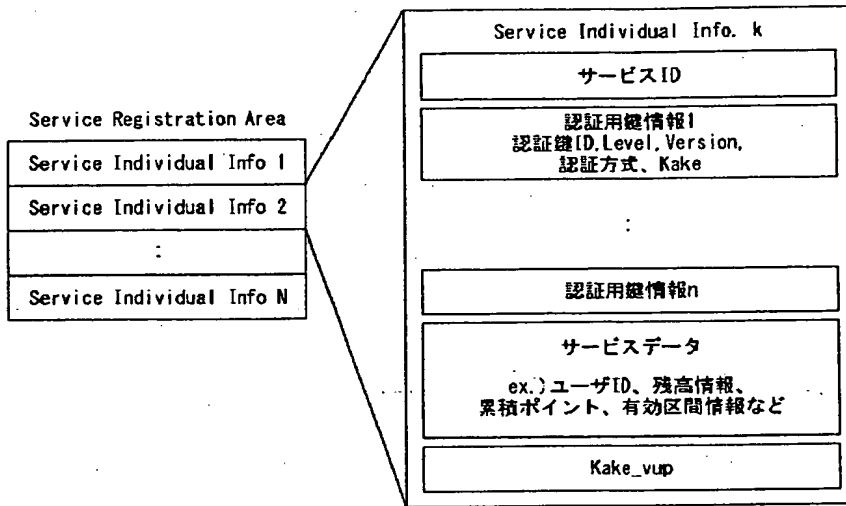 Service Registration Area
Service Individual Info 1
Service Individual Info 2
:
Service Individual Info N
Service Individual Info. k
サービスID
認証用鍵情報1
認証鍵ID,Level,Version,
認証方式、Kake
:
認証用鍵情報n
サービスデータ
ex.)ユーザID、残高情報、
累積ポイント、有効区間情報など
Kake_vup